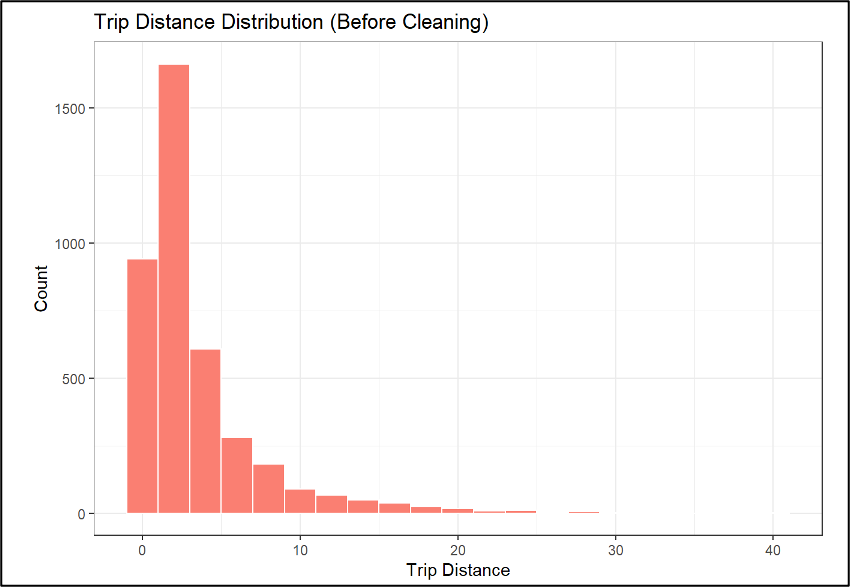 Trip Distance Distribution (Before Cleaning)
1500
1000
500
0
Count
0 10 20 30 40
Trip Distance